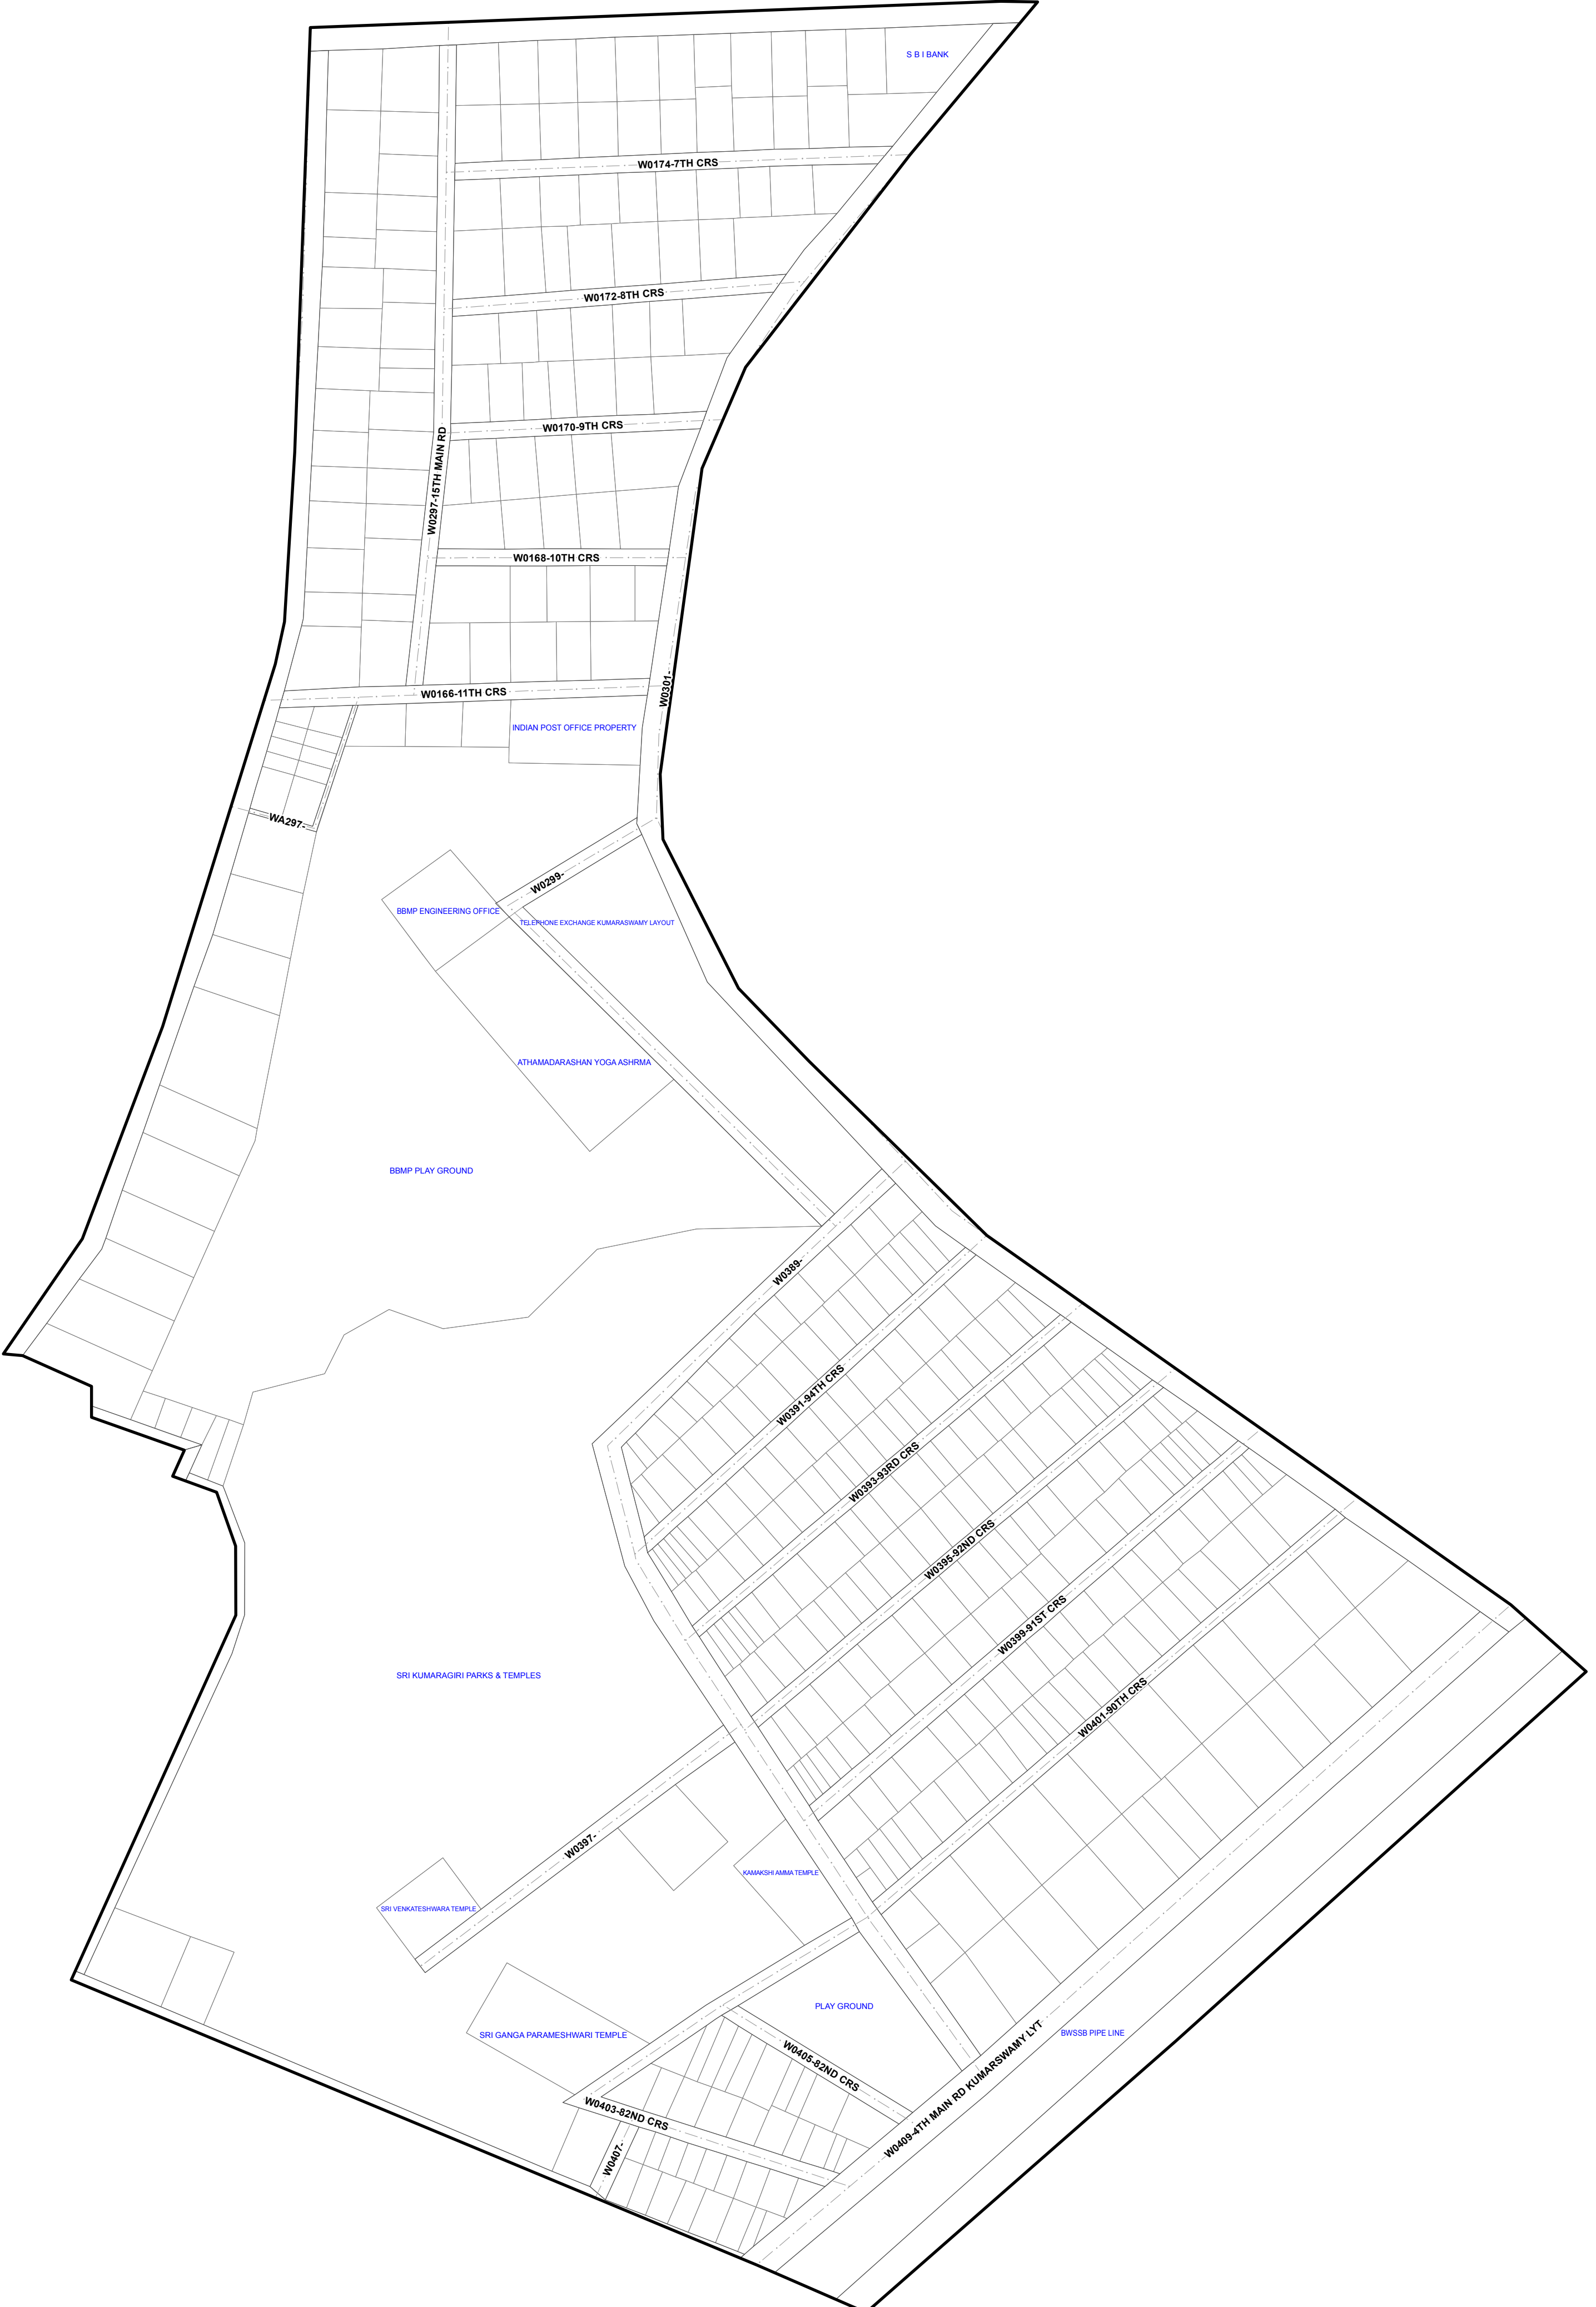 S B I BANK
W0174-7TH CRS
W0172-8TH CRS
W0170-9TH CRS
W0297-15TH MAIN RD
W0168-10TH CRS
W0301-
W0166-11TH CRS
INDIAN POST OFFICE PROPERTY
WA297-
W0299-
BBMP ENGINEERING OFFICE
TELEPHONE EXCHANGE KUMARASWAMY LAYOUT
ATHAMADARASHAN YOGA ASHRMA
BBMP PLAY GROUND
W0389-
W0391-94TH CRS
W0393-93RD CRS
W0395-92ND CRS
W0399-91ST CRS
SRI KUMARAGIRI PARKS & TEMPLES
W0401-90TH CRS
W0397-
KAMAKSHI AMMA TEMPLE
SRI VENKATESHWARA TEMPLE
PLAY GROUND
SRI GANGA PARAMESHWARI TEMPLE
BWSSB PIPE LINE
W0405-82ND CRS
W0409-4TH MAIN RD KUMARSWAMY LYT
W0403-82ND CRS
W0407-